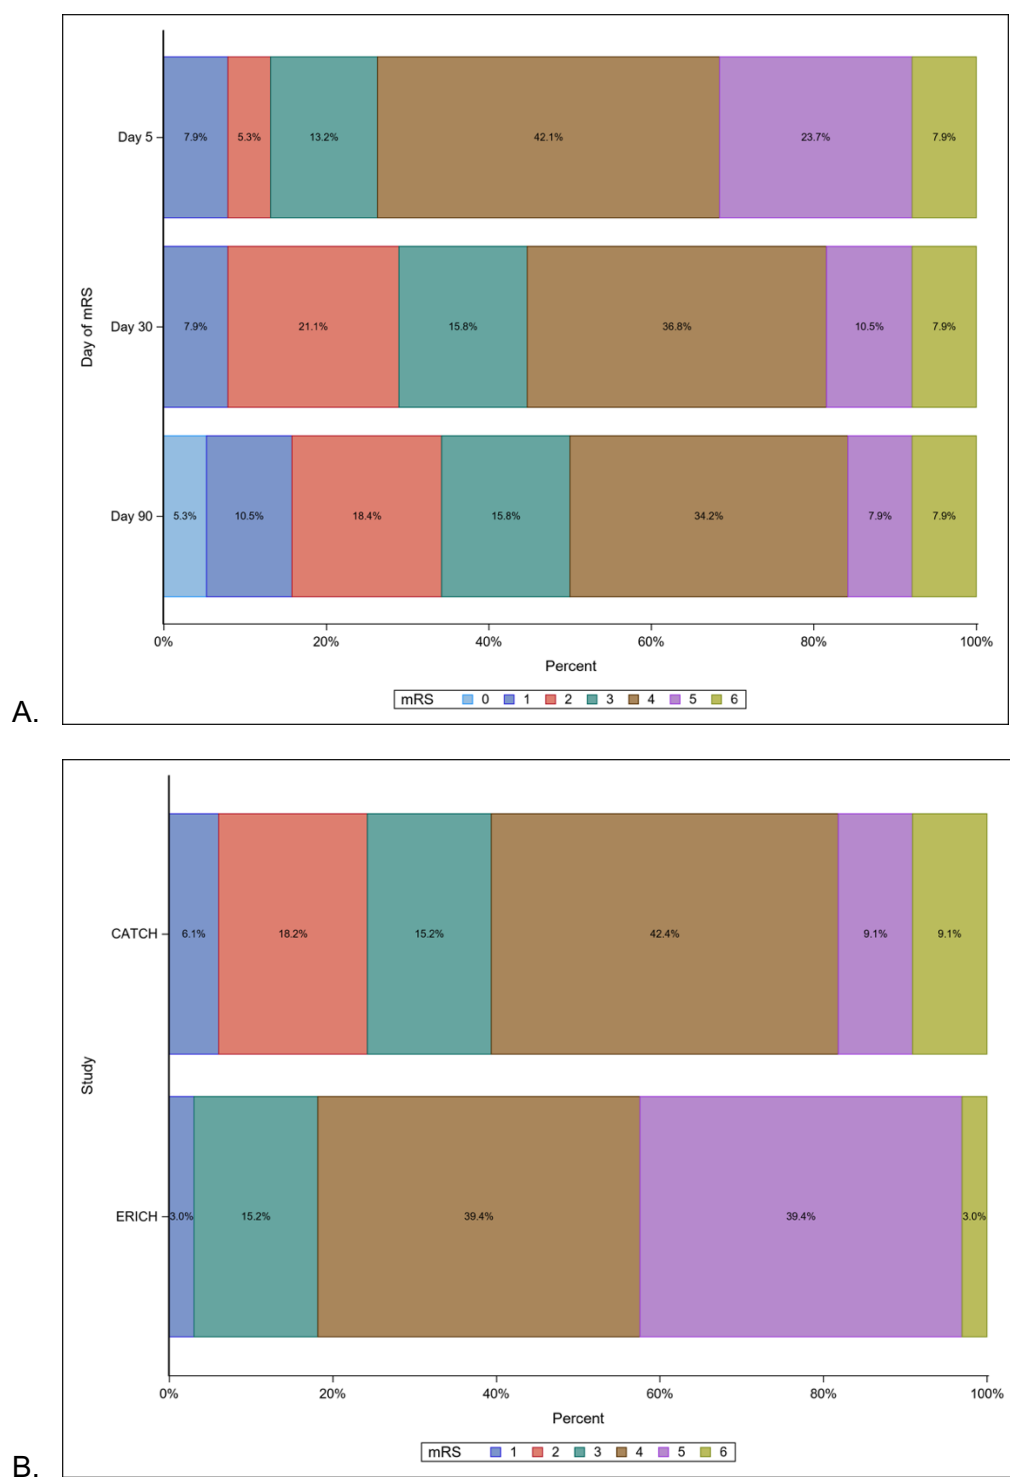 Day 5
7.9% 5.3% 13.2% 42.1% 23.7% 7.9%
Day of mRS
Day 30
7.9% 21.1% 15.8% 36.8% 10.5% 7.9%
Day 90
5.3% 10.5% 18.4% 15.8% 34.2% 7.9% 7.9%
0% 20% 40% 60% 80% 100%
Percent
mRS 0 1 2 3 4 5 6
A.
CATCH
6.1% 18.2% 15.2% 42.4% 9.1% 9.1%
Study
ERICH
3.0% 15.2% 39.4% 39.4% 3.0%
0% 20% 40% 60% 80% 100%
Percent
mRS 1 2 3 4 5 6
B.